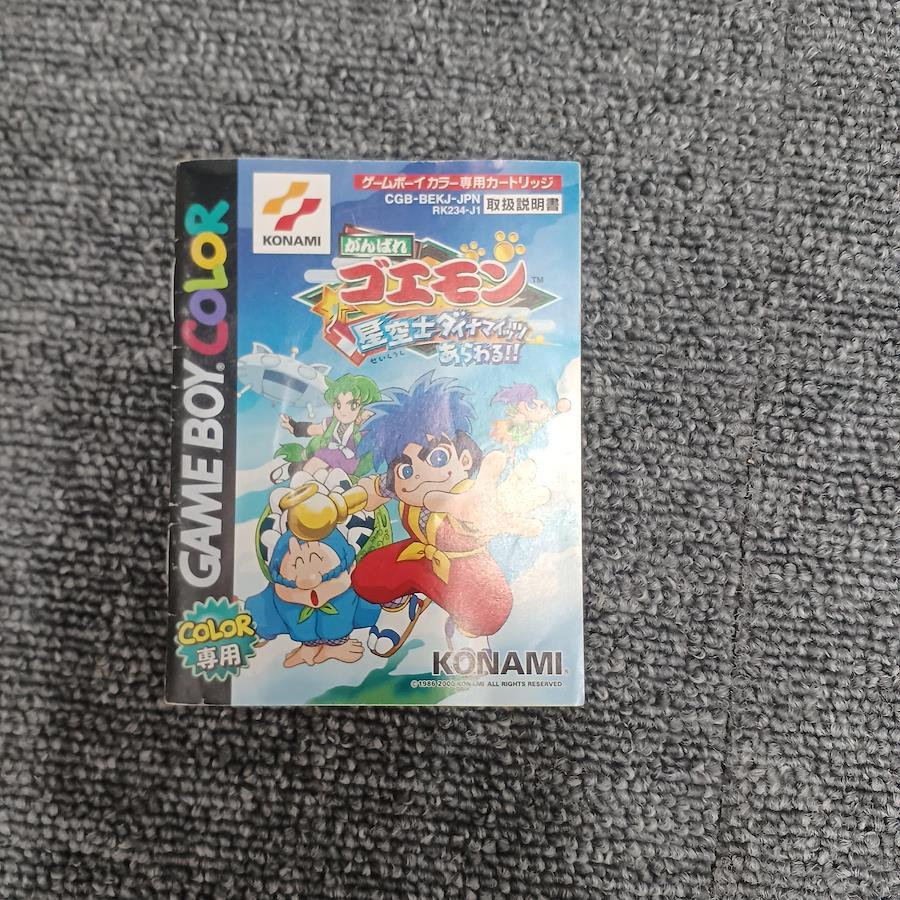 ゲームボーイカラー専用カートリッジ
CGB-BEKJ-JPN
RK234-J1
取扱説明書
KONAMI
がんばれ
ゴエモン™
星空士ダイナマイッツ
せいくうし
あらわる!!
GAME BOY COLOR
COLOR
専用
KONAMI
©1986 2000 KONAMI ALL RIGHTS RESERVED